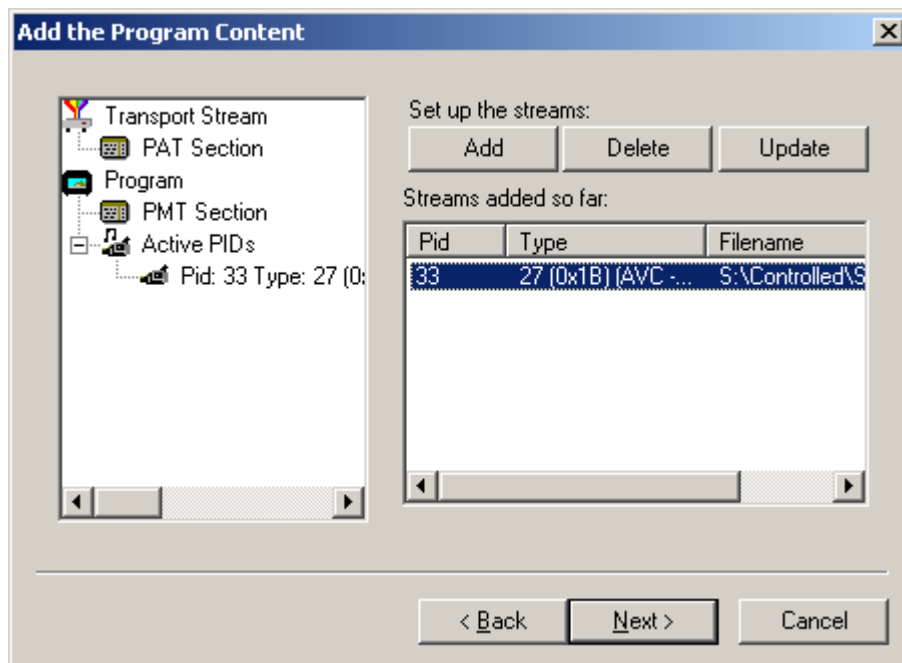 Add the Program Content
Transport Stream
PAT Section
Program
PMT Section
Active PIDs
Pid: 33 Type: 27 (0:
Set up the streams:
Add Delete Update
Streams added so far:
Pid Type Filename
33 27 (0x1B) (AVC -... S:\Controlled\S
< Back Next > Cancel